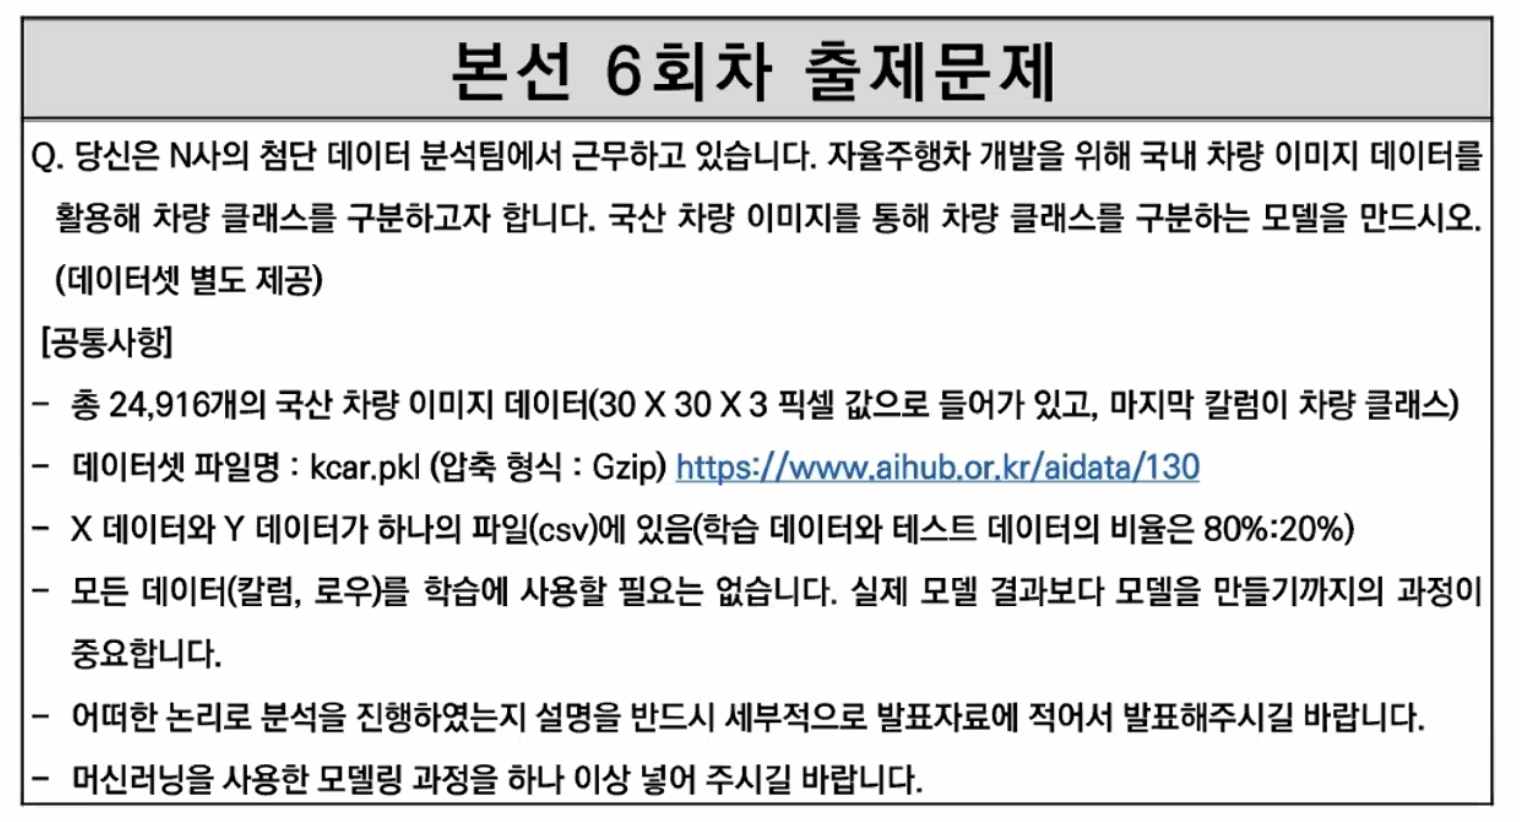 본선 6회차 출제문제
Q. 당신은 N사의 첨단 데이터 분석팀에서 근무하고 있습니다. 자율주행차 개발을 위해 국내 차량 이미지 데이터를
활용해 차량 클래스를 구분하고자 합니다. 국산 차량 이미지를 통해 차량 클래스를 구분하는 모델을 만드시오.
(데이터셋 별도 제공)
[공통사항]
- 총 24,916개의 국산 차량 이미지 데이터(30 X 30 X 3 픽셀 값으로 들어가 있고, 마지막 칼럼이 차량 클래스)
- 데이터셋 파일명 : kcar.pkl (압축 형식 : Gzip) https://www.aihub.or.kr/aidata/130
- X 데이터와 Y 데이터가 하나의 파일(csv)에 있음(학습 데이터와 테스트 데이터의 비율은 80%:20%)
- 모든 데이터(칼럼, 로우)를 학습에 사용할 필요는 없습니다. 실제 모델 결과보다 모델을 만들기까지의 과정이
중요합니다.
- 어떠한 논리로 분석을 진행하였는지 설명을 반드시 세부적으로 발표자료에 적어서 발표해주시길 바랍니다.
- 머신러닝을 사용한 모델링 과정을 하나 이상 넣어 주시길 바랍니다.